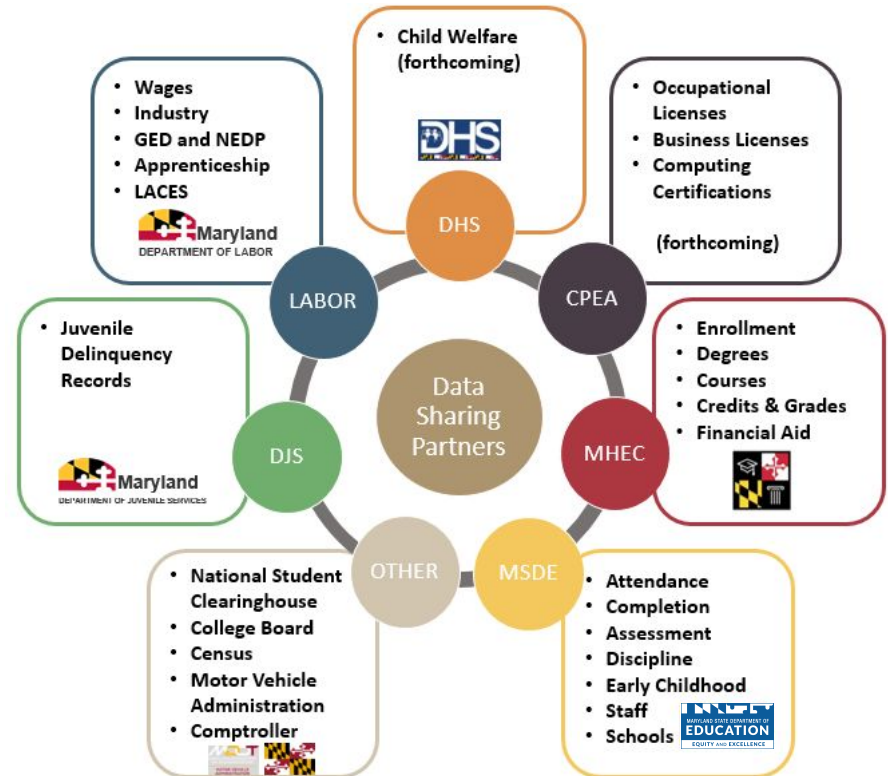 • Child Welfare
(forthcoming)
DHS
DHS
• Wages
• Industry
• GED and NEDP
• Apprenticeship
• LACES
Maryland
DEPARTMENT OF LABOR
LABOR
• Occupational
Licenses
• Business Licenses
• Computing
Certifications
(forthcoming)
CPEA
• Juvenile
Delinquency
Records
Maryland
DEPARTMENT OF JUVENILE SERVICES
DJS
Data
Sharing
Partners
• Enrollment
• Degrees
• Courses
• Credits & Grades
• Financial Aid
MHEC
OTHER
• National Student
Clearinghouse
• College Board
• Census
• Motor Vehicle
Administration
• Comptroller
MSDE
• Attendance
• Completion
• Assessment
• Discipline
• Early Childhood
• Staff
• Schools
MARYLAND STATE DEPARTMENT OF
EDUCATION
EQUITY AND EXCELLENCE